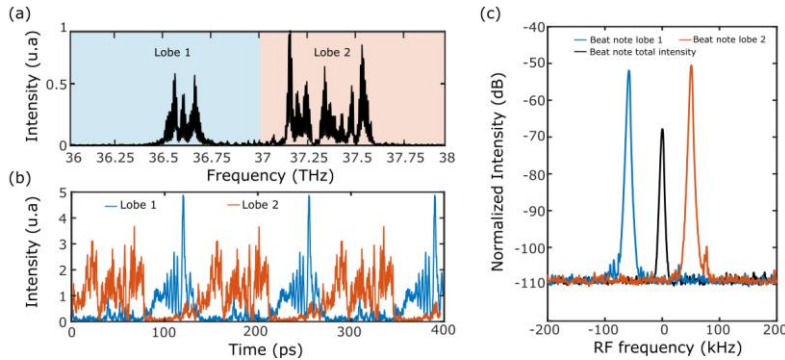 (a)
Intensity (u.a)
1
0.5
0
Lobe 1
Lobe 2
36 36.25 36.5 36.75 37 37.25 37.5 37.75 38
Frequency (THz)
(b)
Intensity (u.a)
5
4
3
2
1
0
Lobe 1
Lobe 2
0 100 200 300 400
Time (ps)
(c)
Normalized Intensity (dB)
-40
-50
-60
-70
-80
-90
-100
-110
Beat note lobe 1
Beat note lobe 2
Beat note total intensity
-200 -100 0 100 200
RF frequency (kHz)